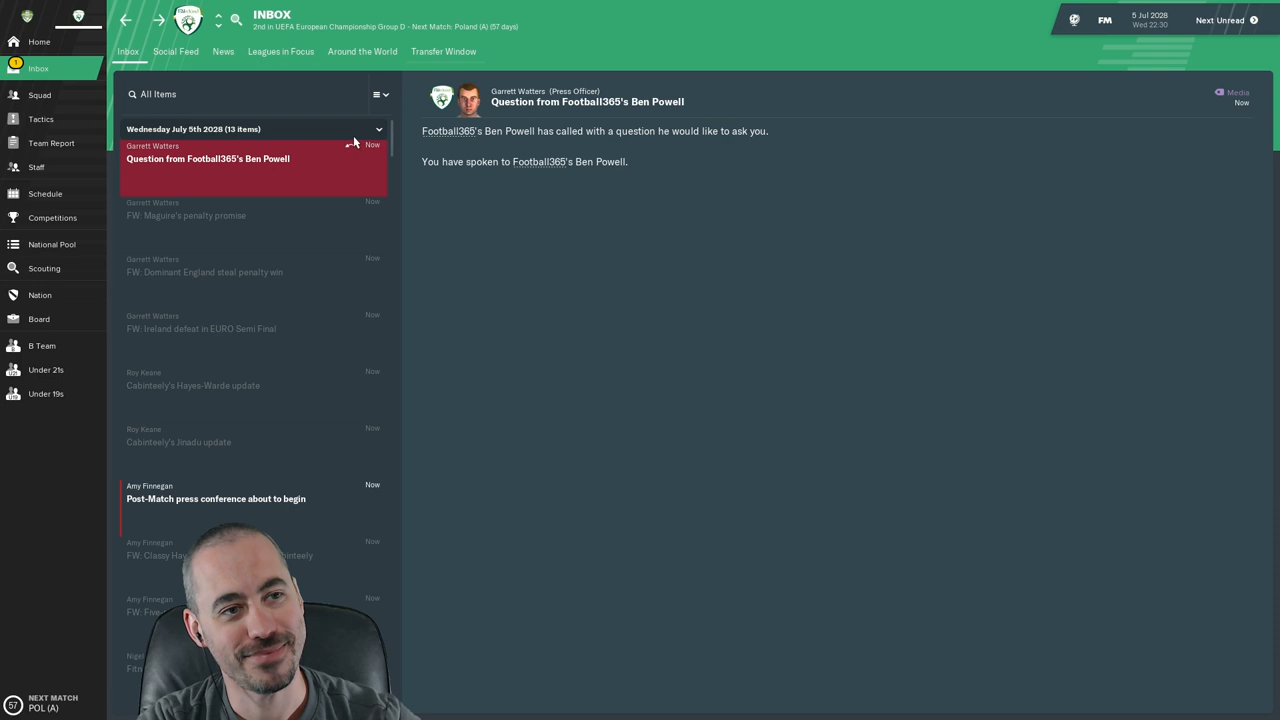 INBOX
2nd in UEFA European Championship Group D - Next Match: Poland (A) (57 days)
FM
5 Jul 2028
Wed 22:30
Next Unread
Inbox
Social Feed
News
Leagues in Focus
Around the World
Transfer Window
Home
1
Inbox
Squad
Tactics
Team Report
Staff
Schedule
Competitions
National Pool
Scouting
Nation
Board
B Team
Under 21s
Under 19s
57
NEXT MATCH
POL (A)
All Items
Wednesday July 5th 2028 (13 items)
Garrett Watters
Now
Question from Football365's Ben Powell
Garrett Watters
Now
FW: Maguire's penalty promise
Garrett Watters
Now
FW: Dominant England steal penalty win
Garrett Watters
Now
FW: Ireland defeat in EURO Semi Final
Roy Keane
Now
Cabinteely's Hayes-Warde update
Roy Keane
Now
Cabinteely's Jinadu update
Amy Finnegan
Now
Post-Match press conference about to begin
Amy Finnegan
Now
FW: Classy
Amy Finnegan
Now
FW:
Now
Garrett Watters (Press Officer)
Question from Football365's Ben Powell
Media
Now
Football365's Ben Powell has called with a question he would like to ask you.
You have spoken to Football365's Ben Powell.